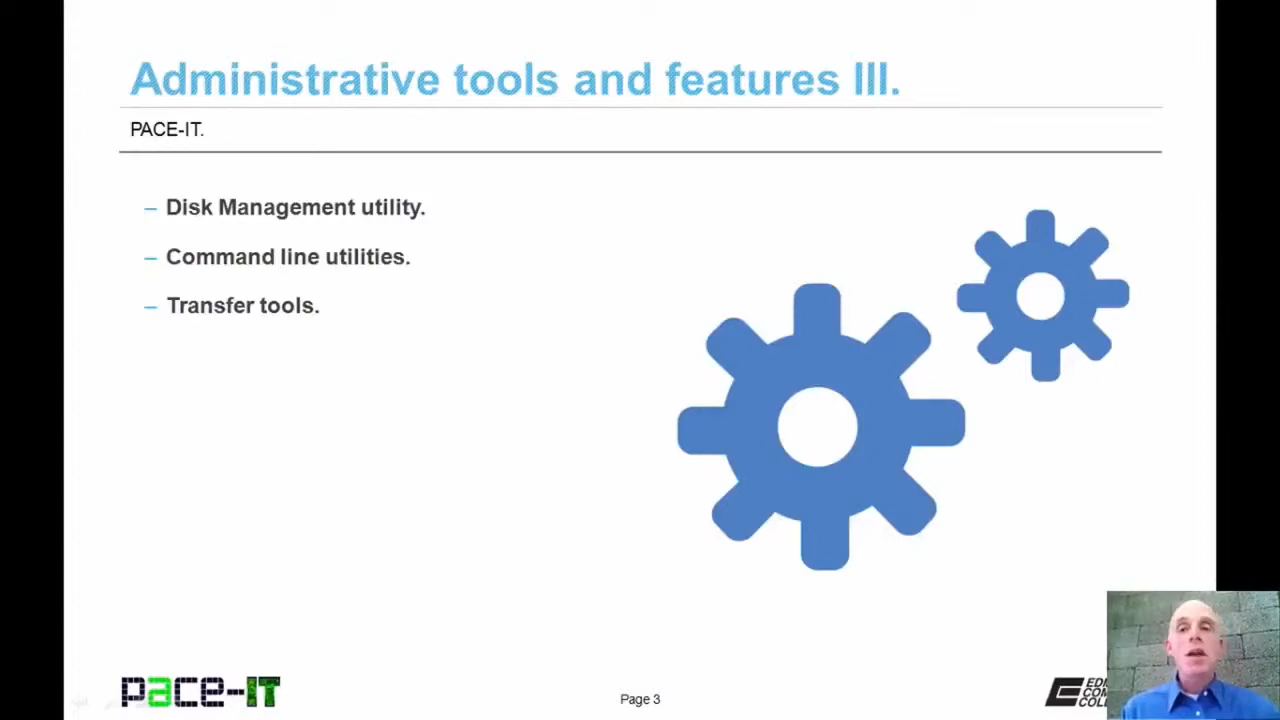 Administrative tools and features III.
PACE-IT.
– Disk Management utility.
– Command line utilities.
– Transfer tools.
pace-IT
Page 3